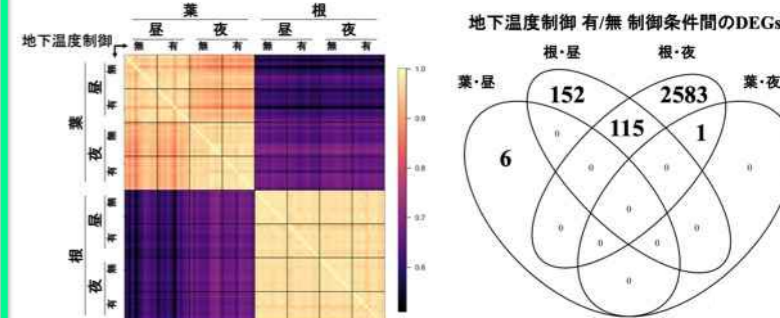 葉 根
昼 夜 昼 夜
地下温度制御 無 有 無 有 無 有 無 有
葉
昼
無
有
夜
無
有
根
昼
無
有
夜
無
有
1.0
0.9
0.8
0.7
0.6
地下温度制御 有/無 制御条件間のDEGs
根・昼 根・夜
葉・昼 葉・夜
152 2583
0 115 1
6 0 0 0
0
0 0
0 0
0